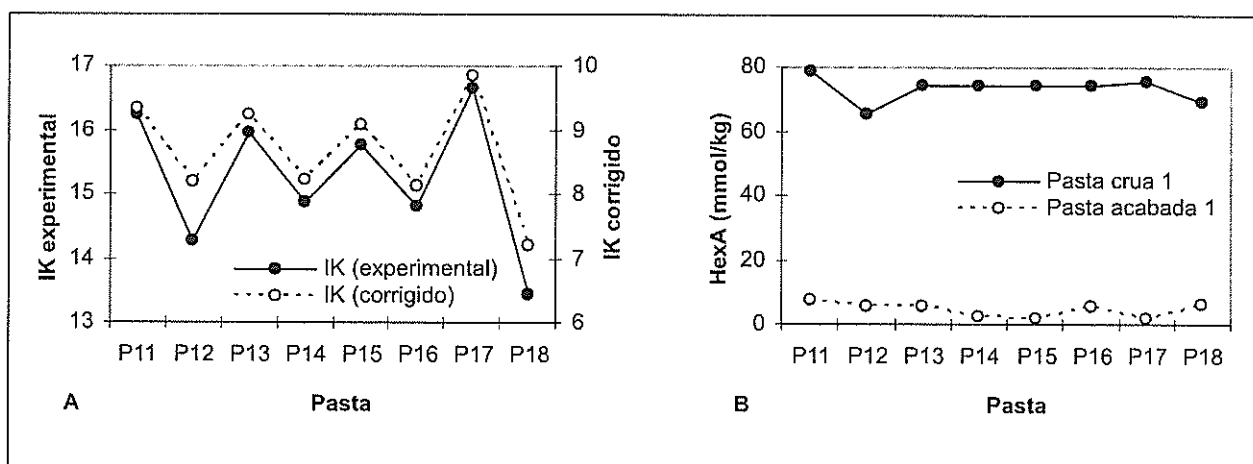 17
16
15
14
13
IK experimental
10
9
8
7
6
IK corrigido
IK (experimental)
IK (corrigido)
P11 P12 P13 P14 P15 P16 P17 P18
A
Pasta
80
60
40
20
0
HexA (mmol/kg)
Pasta crua 1
Pasta acabada 1
P11 P12 P13 P14 P15 P16 P17 P18
B
Pasta